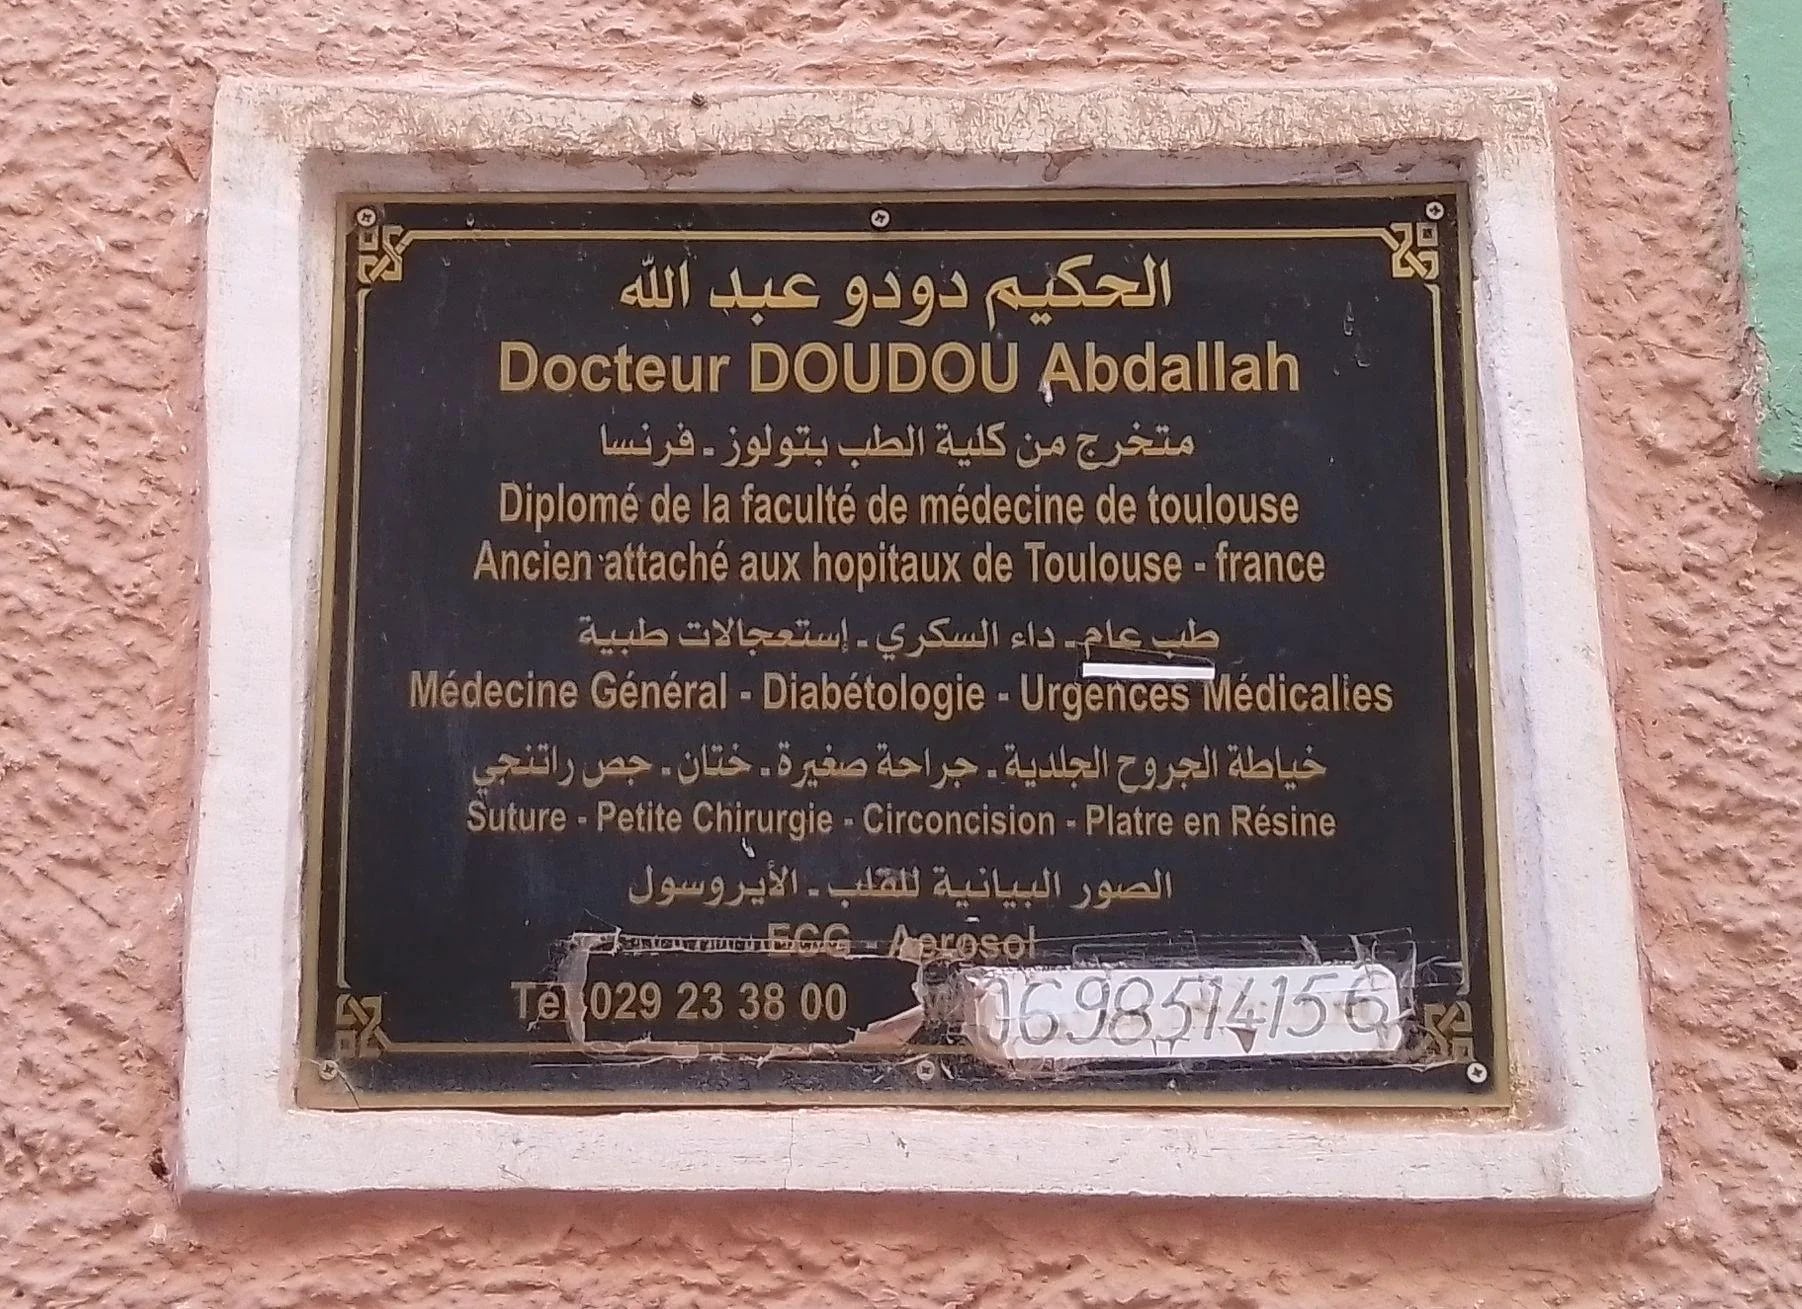 الحكيم دودو عبد الله
Docteur DOUDOU Abdallah
متخرج من كلية الطب بتولوز - فرنسا
Diplomé de la faculté de médecine de toulouse
Ancien attaché aux hopitaux de Toulouse - france
طب عام - داء السكري - إستعجالات طبية
Médecine Général - Diabétologie - Urgences Médicalies
خياطة الجروح الجلدية - جراحة صغيرة - ختان - جص راتنجي
Suture - Petite Chirurgie - Circoncision - Platre en Résine
الصور البيانية للقلب - الأيروسول
ECG - Aerosol
Tel 029 23 38 00 0698514156